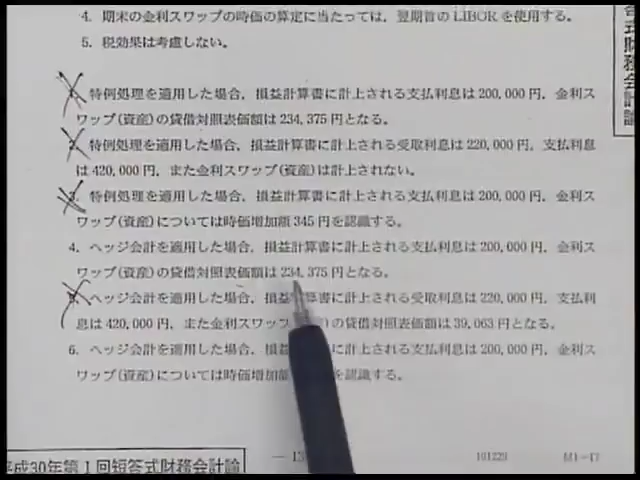 4. 期末の金利スワップの時価の算定に当たっては，翌期首のLIBORを使用する。
5. 税効果は考慮しない。
特例処理を適用した場合，損益計算書に計上される支払利息は200,000円，金利ス
ワップ(資産)の貸借対照表価額は234,375円となる。
2. 特例処理を適用した場合，損益計算書に計上される受取利息は220,000円，支払利息
は420,000円，また金利スワップ(資産)は計上されない。
3. 特例処理を適用した場合，損益計算書に計上される支払利息は200,000円，金利ス
ワップ(資産)については時価増加額345円を認識する。
4. ヘッジ会計を適用した場合，損益計算書に計上される支払利息は200,000円，金利ス
ワップ(資産)の貸借対照表価額は234,375円となる。
ヘッジ会計を適用した場合，損益計算書に計上される受取利息は220,000円，支払利
息は420,000円，また金利スワップ の貸借対照表価額は39,063円となる。
6. ヘッジ会計を適用した場合，損 計算書に計上される支払利息は200,000円，金利ス
ワップ(資産)については時価増加 を認識する。
101229
M1-17
平成30年第1回短答式財務会計論
答式財務会計論